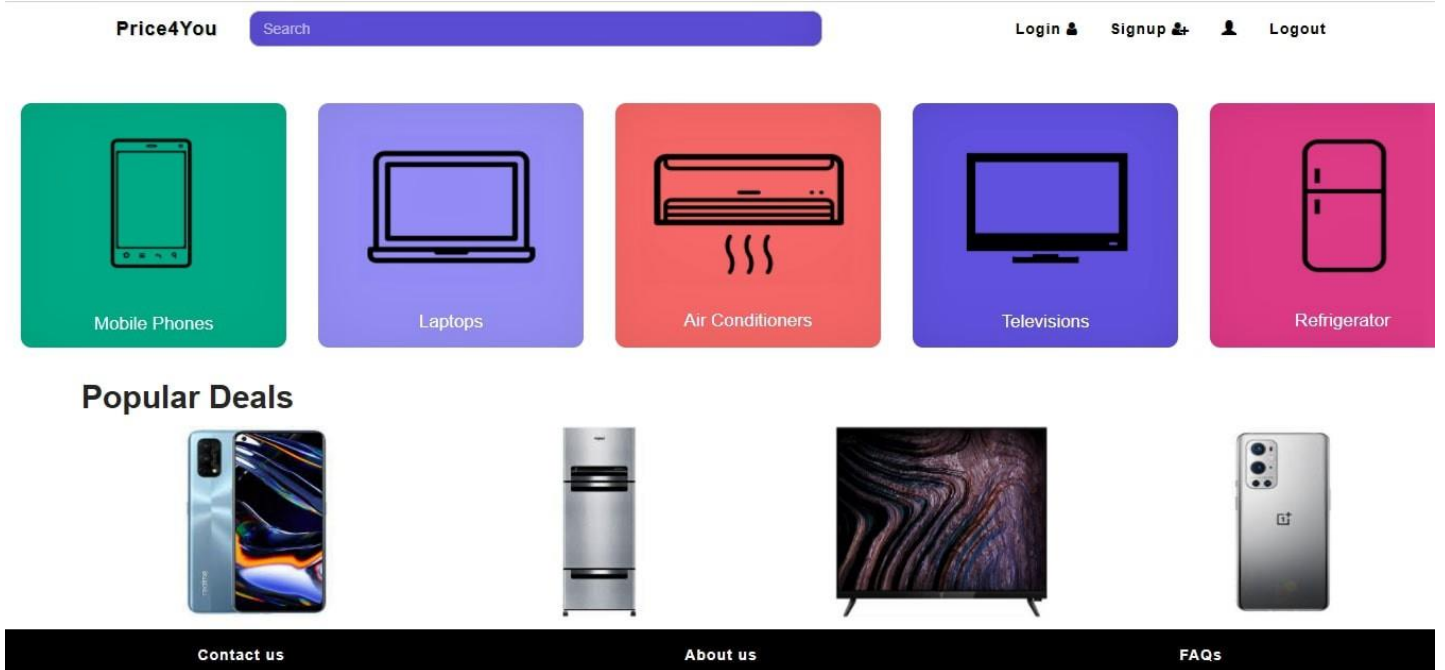 Price4You
Search
Login
Signup
Logout
Mobile Phones
Laptops
Air Conditioners
Televisions
Refrigerator
Popular Deals
realme
Contact us
About us
FAQs